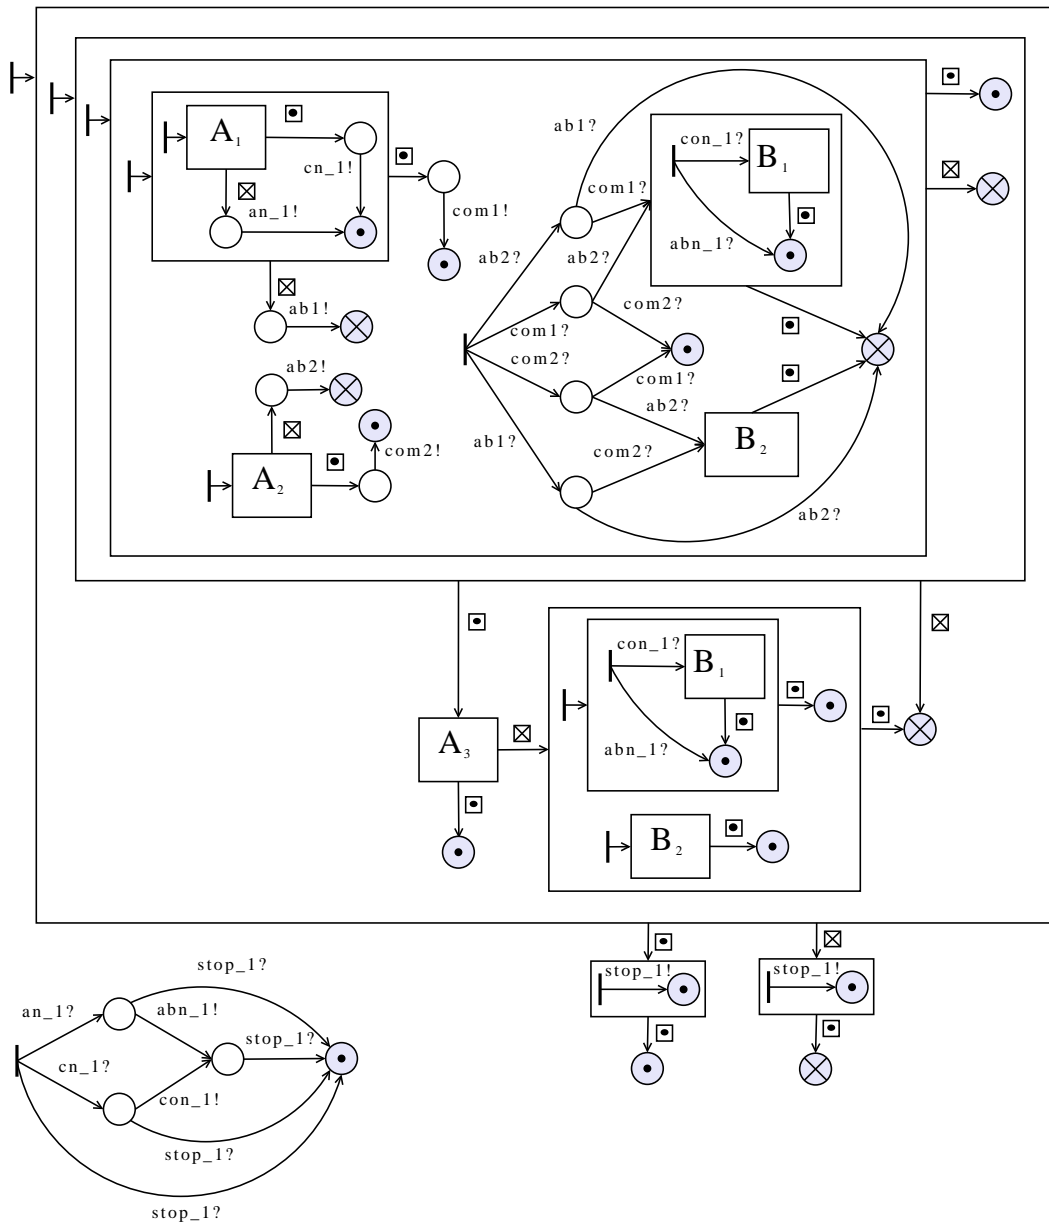 A1
cn_1!
an_1!
com1!
ab1!
ab2!
A2
com2!
ab1?
com1?
ab2?
con_1?
B1
abn_1?
ab2?
com1?
com2?
com2?
com1?
ab2?
ab1?
com2?
B2
ab2?
con_1?
B1
abn_1?
A3
B2
stop_1!
stop_1!
stop_1?
an_1?
abn_1!
stop_1?
cn_1?
con_1!
stop_1?
stop_1?